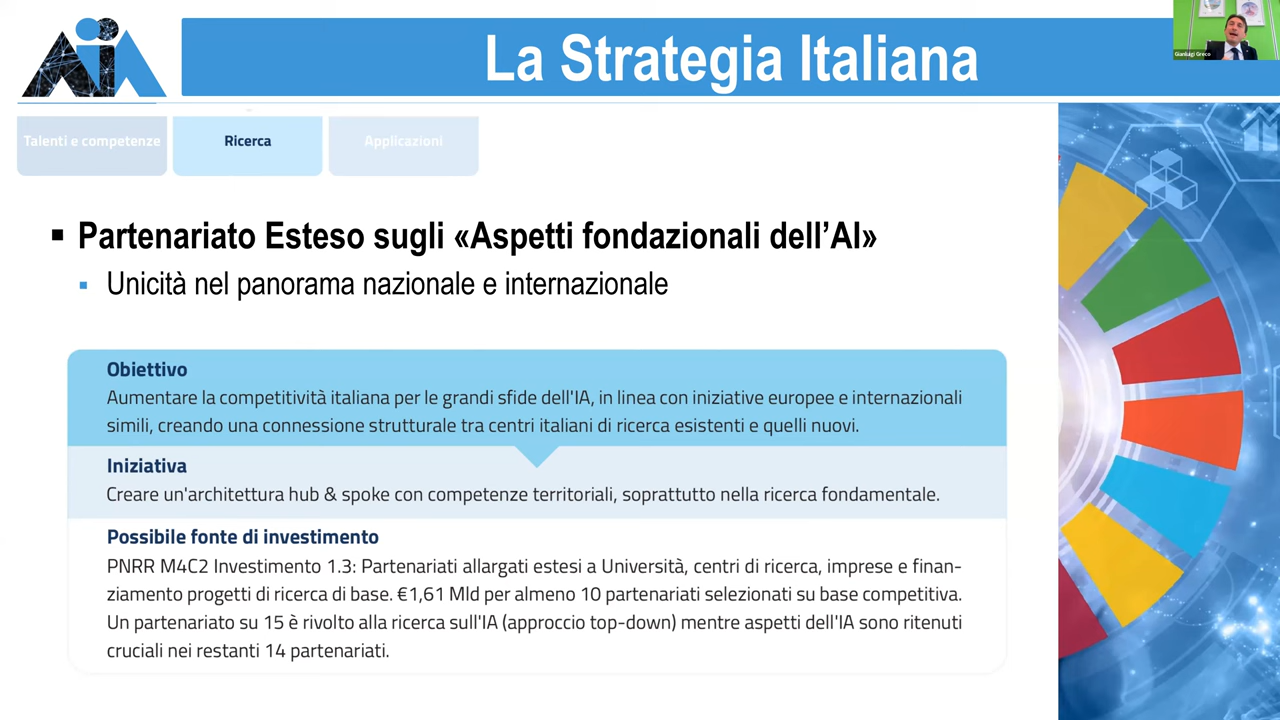 AIA
La Strategia Italiana
Gianluigi Greco
Talenti e competenze
Ricerca
Applicazioni
Partenariato Esteso sugli «Aspetti fondazionali dell’AI»
Unicità nel panorama nazionale e internazionale
Obiettivo
Aumentare la competitività italiana per le grandi sfide dell'IA, in linea con iniziative europee e internazionali
simili, creando una connessione strutturale tra centri italiani di ricerca esistenti e quelli nuovi.
Iniziativa
Creare un'architettura hub & spoke con competenze territoriali, soprattutto nella ricerca fondamentale.
Possibile fonte di investimento
PNRR M4C2 Investimento 1.3: Partenariati allargati estesi a Università, centri di ricerca, imprese e finan-
ziamento progetti di ricerca di base. €1,61 Mld per almeno 10 partenariati selezionati su base competitiva.
Un partenariato su 15 è rivolto alla ricerca sull'IA (approccio top-down) mentre aspetti dell'IA sono ritenuti
cruciali nei restanti 14 partenariati.